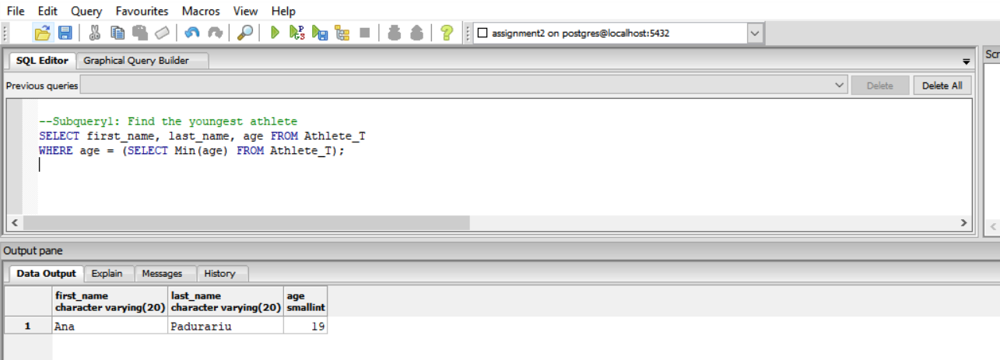 File Edit Query Favourites Macros View Help
assignment2 on postgres@localhost:5432
SQL Editor Graphical Query Builder
Scr
Previous queries Delete Delete All
--Subquery1: Find the youngest athlete
SELECT first_name, last_name, age FROM Athlete_T
WHERE age = (SELECT Min(age) FROM Athlete_T);
Output pane
Data Output Explain Messages History
first_name last_name age
character varying(20) character varying(20) smallint
1 Ana Padurariu 19